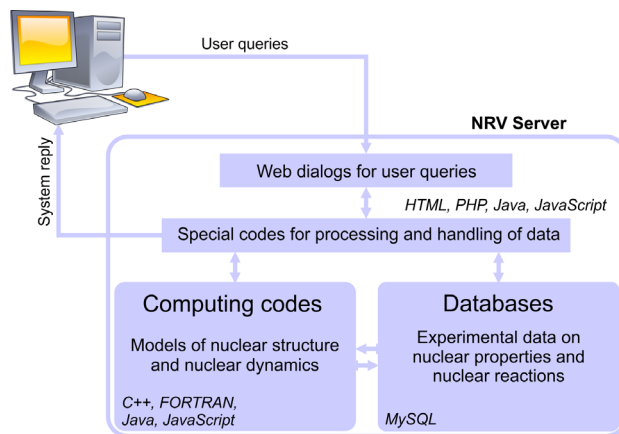 User queries
NRV Server
System reply
Web dialogs for user queries
HTML, PHP, Java, JavaScript
Special codes for processing and handling of data
Computing codes
Models of nuclear structure
and nuclear dynamics
C++, FORTRAN,
Java, JavaScript
Databases
Experimental data on
nuclear properties and
nuclear reactions
MySQL